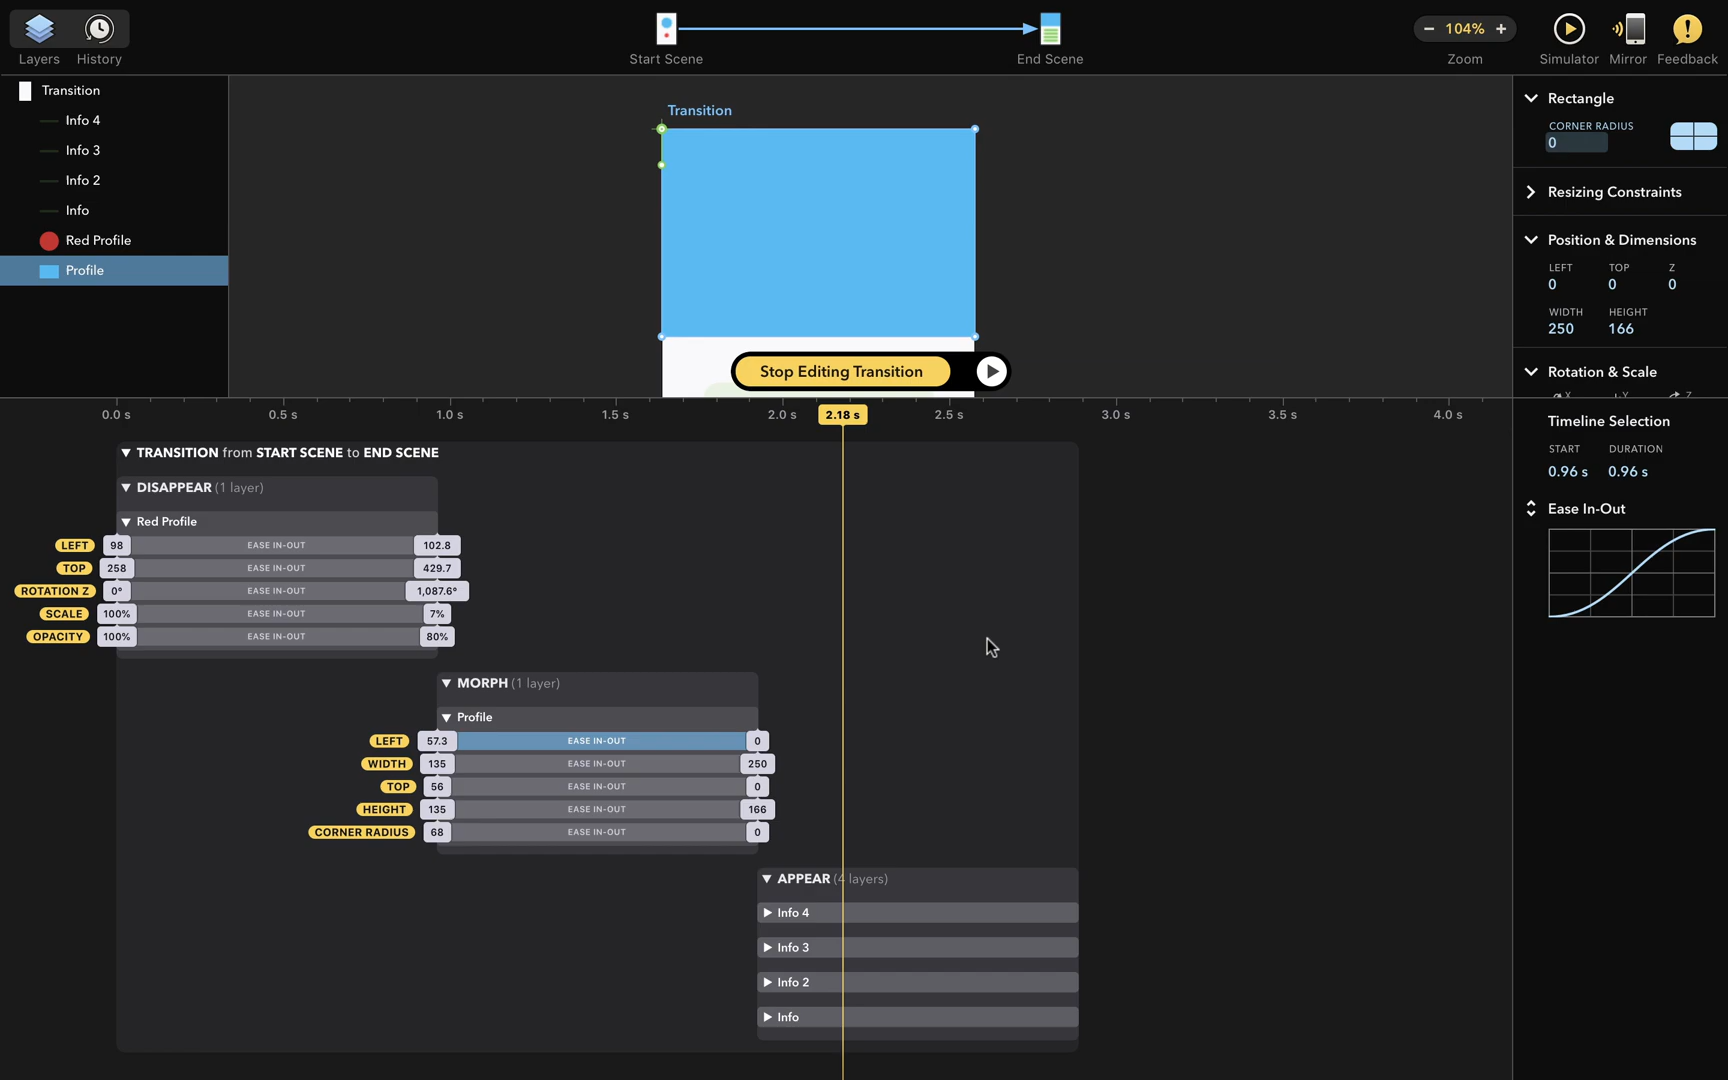 Layers
History
Start Scene
End Scene
104%
Zoom
Simulator
Mirror
Feedback
Transition
Info 4
Info 3
Info 2
Info
Red Profile
Profile
Transition
Stop Editing Transition
Rectangle
CORNER RADIUS
0
Resizing Constraints
Position & Dimensions
LEFT TOP Z
0 0 0
WIDTH HEIGHT
250 166
Rotation & Scale
X Y Z
0.0 s 0.5 s 1.0 s 1.5 s 2.0 s 2.18 s 2.5 s 3.0 s 3.5 s 4.0 s
TRANSITION from START SCENE to END SCENE
DISAPPEAR (1 layer)
Red Profile
LEFT 98 EASE IN-OUT 102.8
TOP 258 EASE IN-OUT 429.7
ROTATION Z 0° EASE IN-OUT 1,087.6°
SCALE 100% EASE IN-OUT 7%
OPACITY 100% EASE IN-OUT 80%
MORPH (1 layer)
Profile
LEFT 57.3 EASE IN-OUT 0
WIDTH 135 EASE IN-OUT 250
TOP 56 EASE IN-OUT 0
HEIGHT 135 EASE IN-OUT 166
CORNER RADIUS 68 EASE IN-OUT 0
APPEAR (4 layers)
Info 4
Info 3
Info 2
Info
Timeline Selection
START DURATION
0.96 s 0.96 s
Ease In-Out